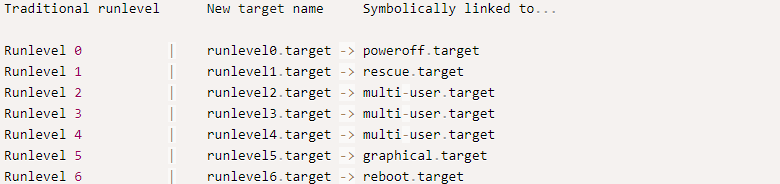 Traditional runlevel      New target name     Symbolically linked to...
Runlevel 0           |    runlevel0.target -> poweroff.target
Runlevel 1           |    runlevel1.target -> rescue.target
Runlevel 2           |    runlevel2.target -> multi-user.target
Runlevel 3           |    runlevel3.target -> multi-user.target
Runlevel 4           |    runlevel4.target -> multi-user.target
Runlevel 5           |    runlevel5.target -> graphical.target
Runlevel 6           |    runlevel6.target -> reboot.target